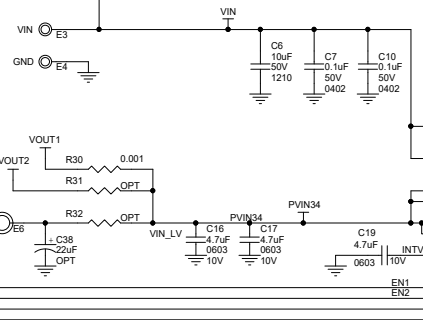 VIN
VIN
E3
GND
E4
C6
10uF
50V
1210
C7
0.1uF
50V
0402
C10
0.1uF
50V
0402
VOUT1
VOUT2
R30
0.001
R31
OPT
R32
OPT
E6
+
C38
22uF
OPT
VIN_LV
C16
4.7uF
0603
10V
PVIN34
C17
4.7uF
0603
10V
PVIN34
C19
4.7uF
0603
10V
INTV
EN1
EN2